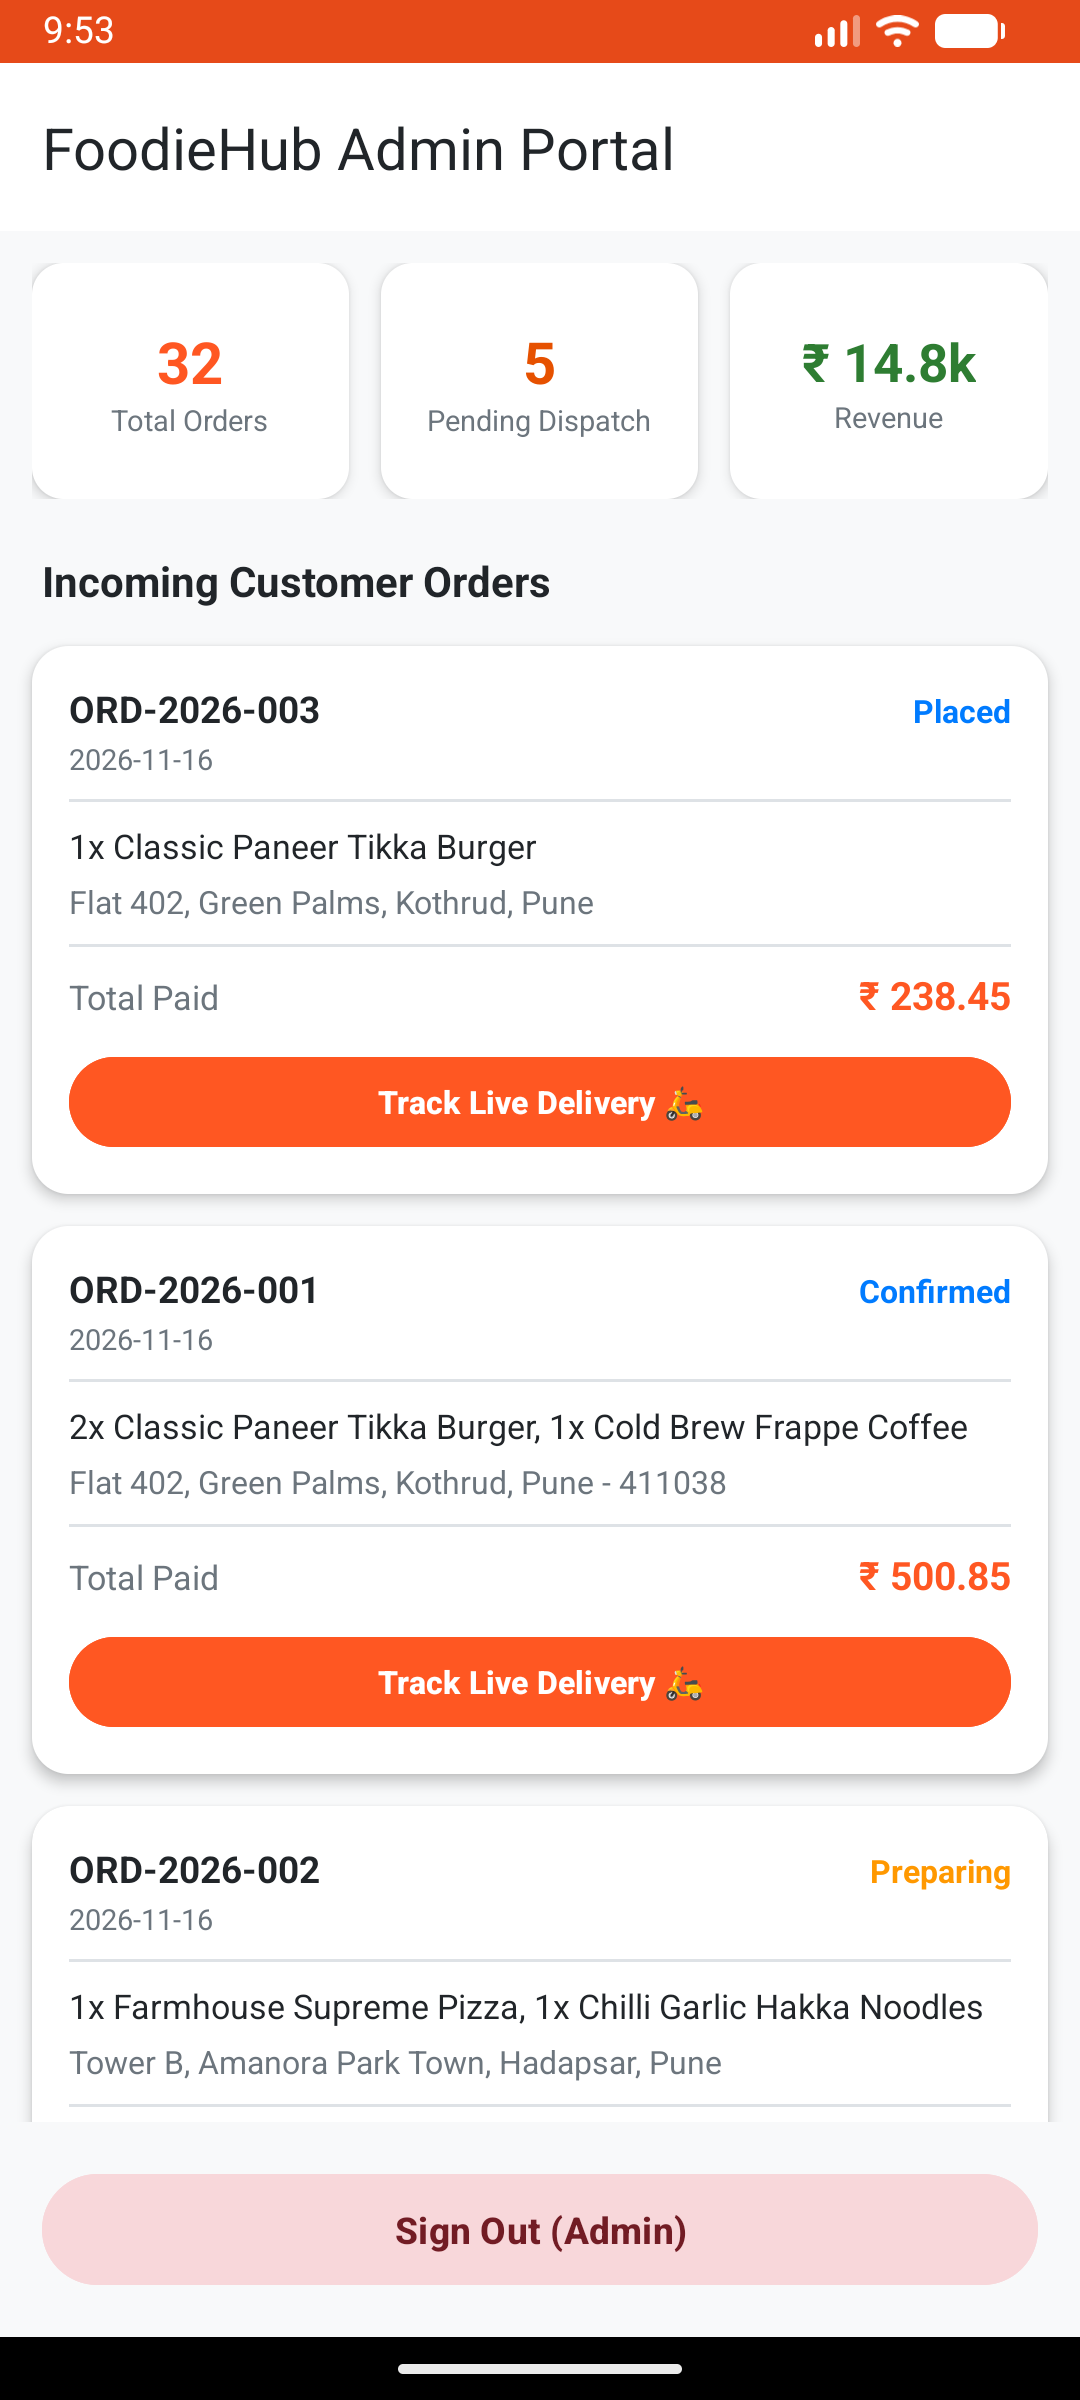 9:53
FoodieHub Admin Portal
32
Total Orders
5
Pending Dispatch
₹ 14.8k
Revenue
Incoming Customer Orders
ORD-2026-003
Placed
2026-11-16
1x Classic Paneer Tikka Burger
Flat 402, Green Palms, Kothrud, Pune
Total Paid
₹ 238.45
Track Live Delivery 🛵
ORD-2026-001
Confirmed
2026-11-16
2x Classic Paneer Tikka Burger, 1x Cold Brew Frappe Coffee
Flat 402, Green Palms, Kothrud, Pune - 411038
Total Paid
₹ 500.85
Track Live Delivery 🛵
ORD-2026-002
Preparing
2026-11-16
1x Farmhouse Supreme Pizza, 1x Chilli Garlic Hakka Noodles
Tower B, Amanora Park Town, Hadapsar, Pune
Sign Out (Admin)